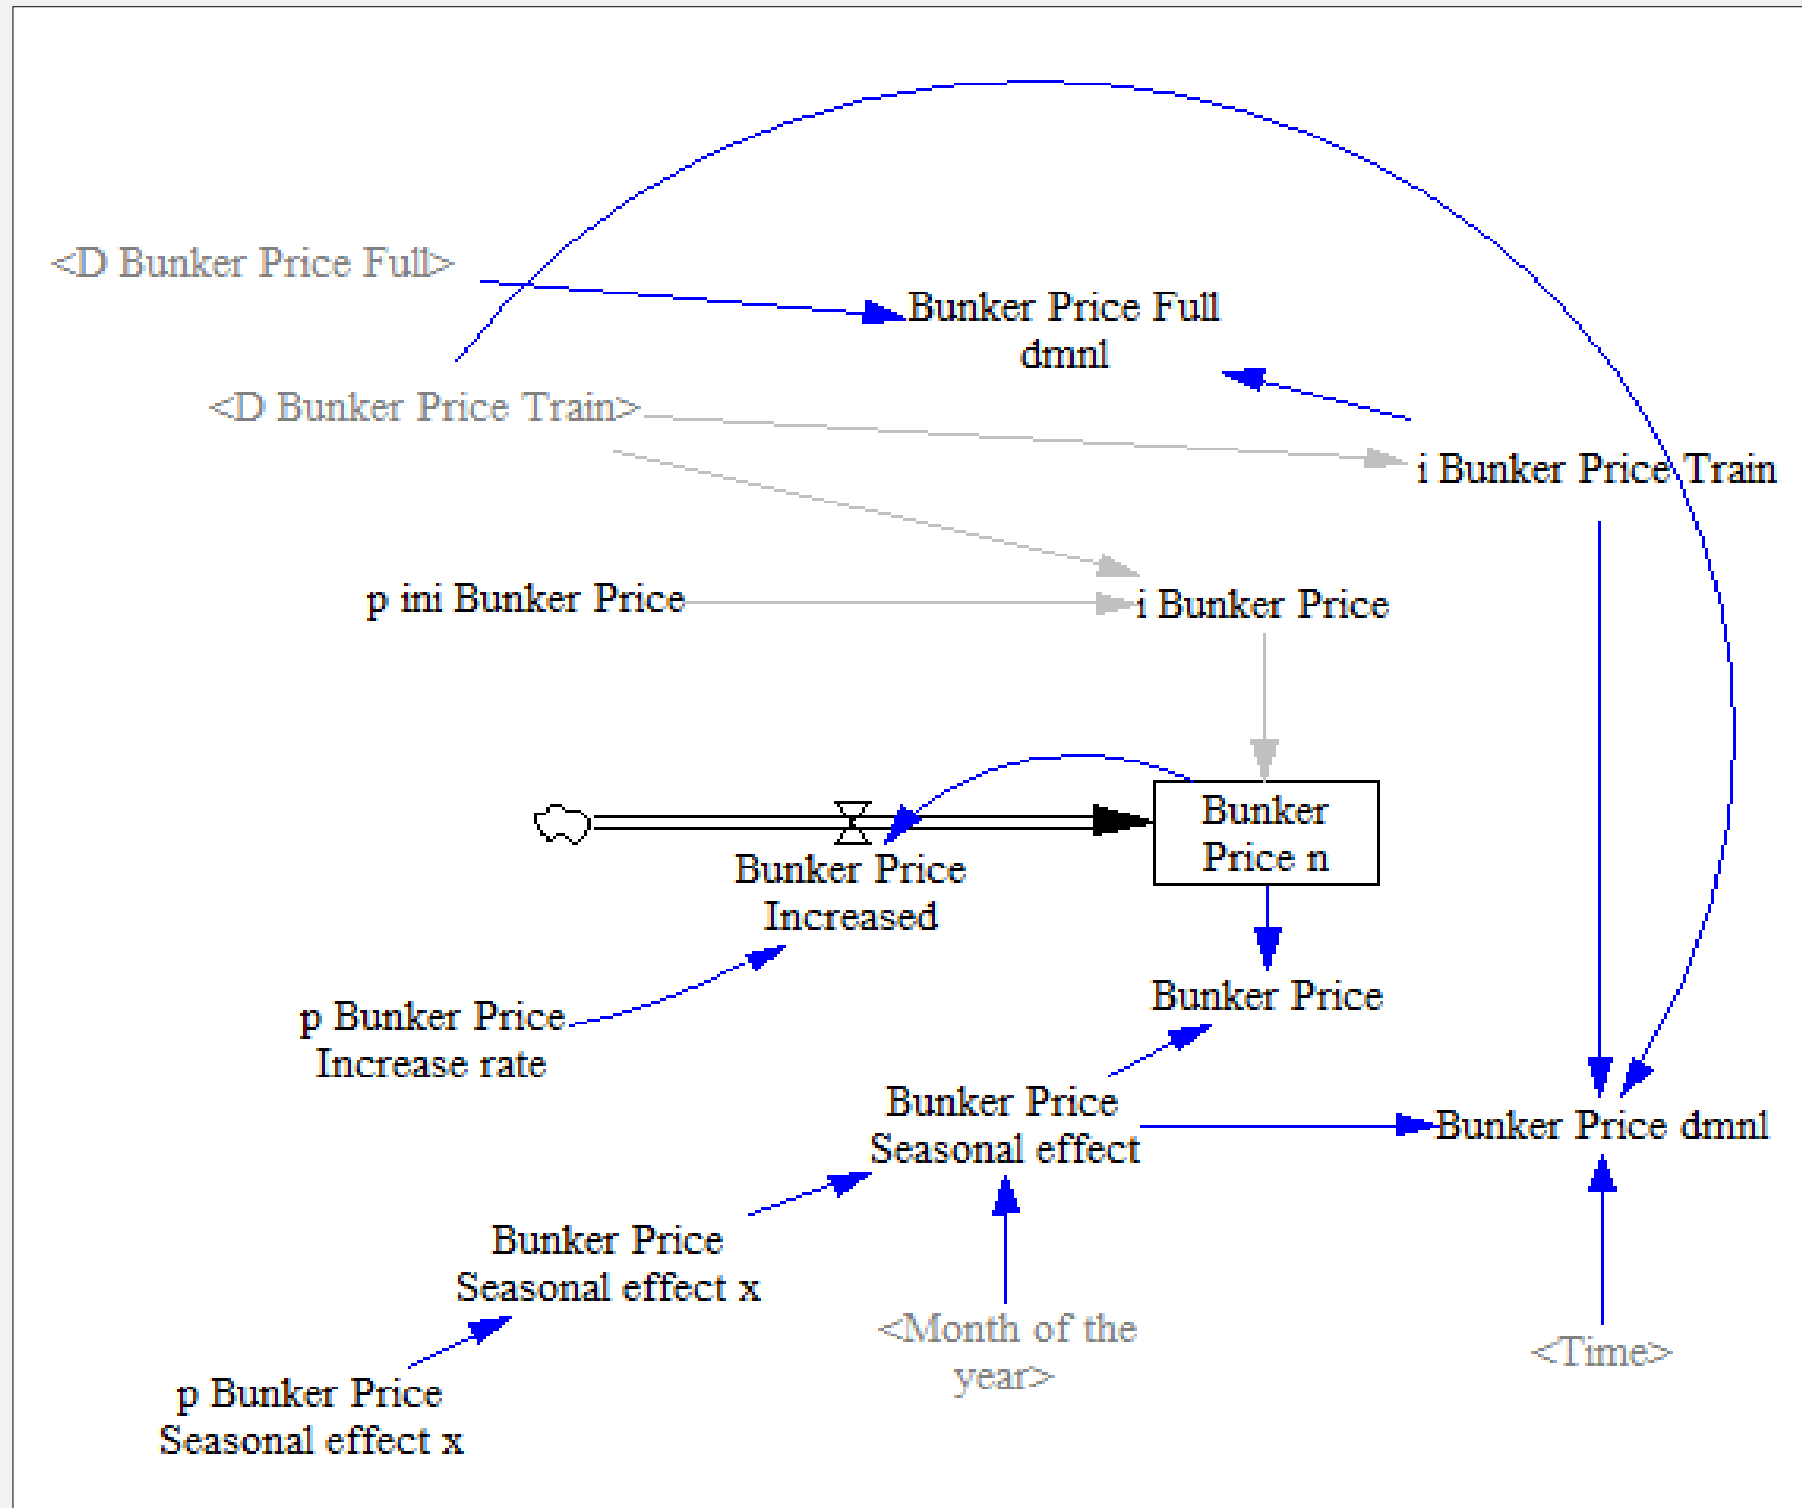 <D Bunker Price Full>
Bunker Price Full
dmnl
<D Bunker Price Train>
i Bunker Price Train
p ini Bunker Price
i Bunker Price
Bunker
Price n
Bunker Price
Increased
Bunker Price
p Bunker Price
Increase rate
Bunker Price
Seasonal effect
Bunker Price dmnl
Bunker Price
Seasonal effect x
<Month of the
year>
<Time>
p Bunker Price
Seasonal effect x